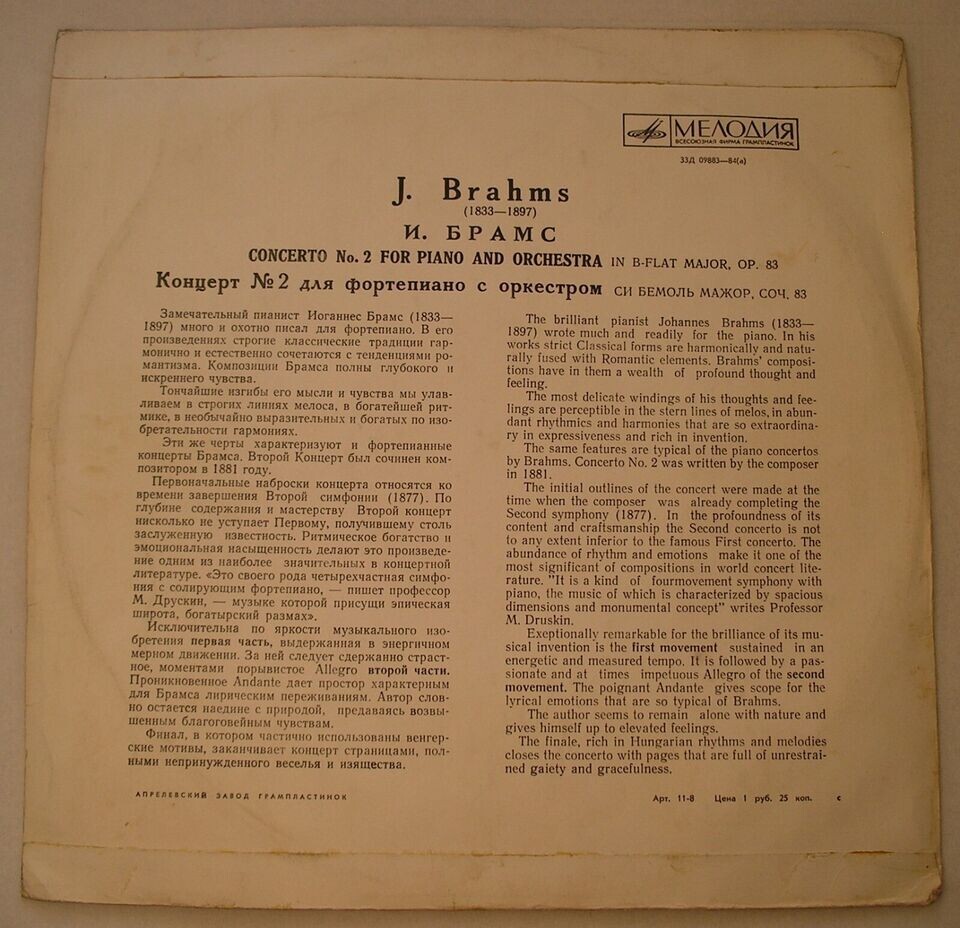 МЕЛОДИЯ
ВСЕСОЮЗНАЯ ФИРМА ГРАМПЛАСТИНОК
33Д 09883—84(а)
J. Brahms
(1833—1897)
И. БРАМС
CONCERTO No. 2 FOR PIANO AND ORCHESTRA IN B-FLAT MAJOR, OP. 83
Концерт №2 для фортепиано с оркестром СИ БЕМОЛЬ МАЖОР, СОЧ. 83
Замечательный пианист Иоганнес Брамс (1833—
1897) много и охотно писал для фортепиано. В его
произведениях строгие классические традиции гар-
монично и естественно сочетаются с тенденциями ро-
мантизма. Композиции Брамса полны глубокого и
искреннего чувства.
Тончайшие изгибы его мысли и чувства мы улав-
ливаем в строгих линиях мелоса, в богатейшей рит-
мике, в необычайно выразительных и богатых по изо-
бретательности гармониях.
Эти же черты характеризуют и фортепианные
концерты Брамса. Второй Концерт был сочинен ком-
позитором в 1881 году.
Первоначальные наброски концерта относятся ко
времени завершения Второй симфонии (1877). По
глубине содержания и мастерству Второй концерт
нисколько не уступает Первому, получившему столь
заслуженную известность. Ритмическое богатство и
эмоциональная насыщенность делают это произведе-
ние одним из наиболее значительных в концертной
литературе. «Это своего рода четырехчастная симфо-
ния с солирующим фортепиано, — пишет профессор
М. Друскин, — музыке которой присущи эпическая
широта, богатырский размах».
Исключительна по яркости музыкального изо-
бретения первая часть, выдержанная в энергичном
мерном движении. За ней следует сдержанно страст-
ное, моментами порывистое Allegro второй части.
Проникновенное Andante дает простор характерным
для Брамса лирическим переживаниям. Автор слов-
но остается наедине с природой, предаваясь возвы-
шенным благоговейным чувствам.
Финал, в котором частично использованы венгер-
ские мотивы, заканчивает концерт страницами, пол-
ными непринужденного веселья и изящества.
The brilliant pianist Johannes Brahms (1833—
1897) wrote much and readily for the piano. In his
works strict Classical forms are harmonically and natu-
rally fused with Romantic elements. Brahms' composi-
tions have in them a wealth of profound thought and
feeling.
The most delicate windings of his thoughts and fee-
lings are perceptible in the stern lines of melos, in abun-
dant rhythmics and harmonies that are so extraordina-
ry in expressiveness and rich in invention.
The same features are typical of the piano concertos
by Brahms. Concerto No. 2 was written by the composer
in 1881.
The initial outlines of the concert were made at the
time when the composer was already completing the
Second symphony (1877). In the profoundness of its
content and craftsmanship the Second concerto is not
to any extent inferior to the famous First concerto. The
abundance of rhythm and emotions make it one of the
most significant of compositions in world concert lite-
rature. "It is a kind of fourmovement symphony with
piano, the music of which is characterized by spacious
dimensions and monumental concept" writes Professor
M. Druskin.
Exeptionally remarkable for the brilliance of its mu-
sical invention is the first movement sustained in an
energetic and measured tempo. It is followed by a pas-
sionate and at times impetuous Allegro of the second
movement. The poignant Andante gives scope for the
lyrical emotions that are so typical of Brahms.
The author seems to remain alone with nature and
gives himself up to elevated feelings.
The finale, rich in Hungarian rhythms and melodies
closes the concerto with pages that are full of unrestrai-
ned gaiety and gracefulness.
АПРЕЛЕВСКИЙ ЗАВОД ГРАМПЛАСТИНОК
Арт. 11-8 Цена 1 руб. 25 коп. с